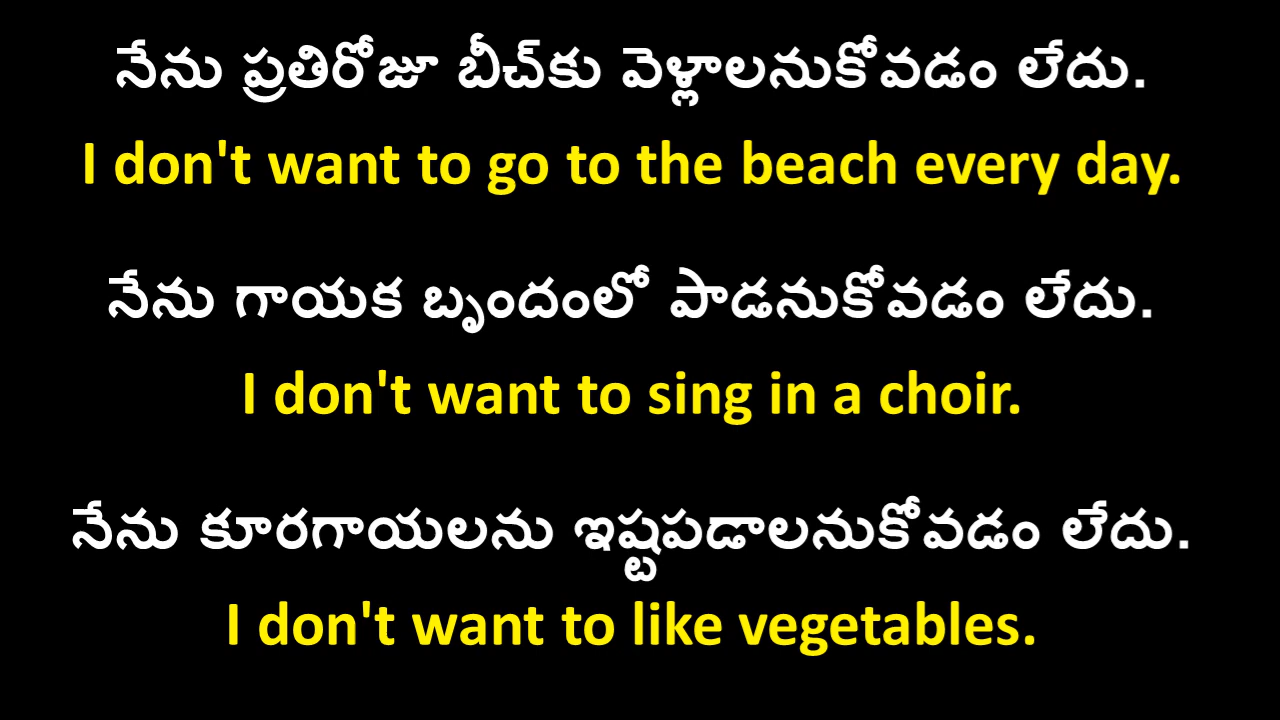 నేను ప్రతిరోజూ బీచ్‌కు వెళ్లాలనుకోవడం లేదు.
I don't want to go to the beach every day.
నేను గాయక బృందంలో పాడనుకోవడం లేదు.
I don't want to sing in a choir.
నేను కూరగాయలను ఇష్టపడాలనుకోవడం లేదు.
I don't want to like vegetables.